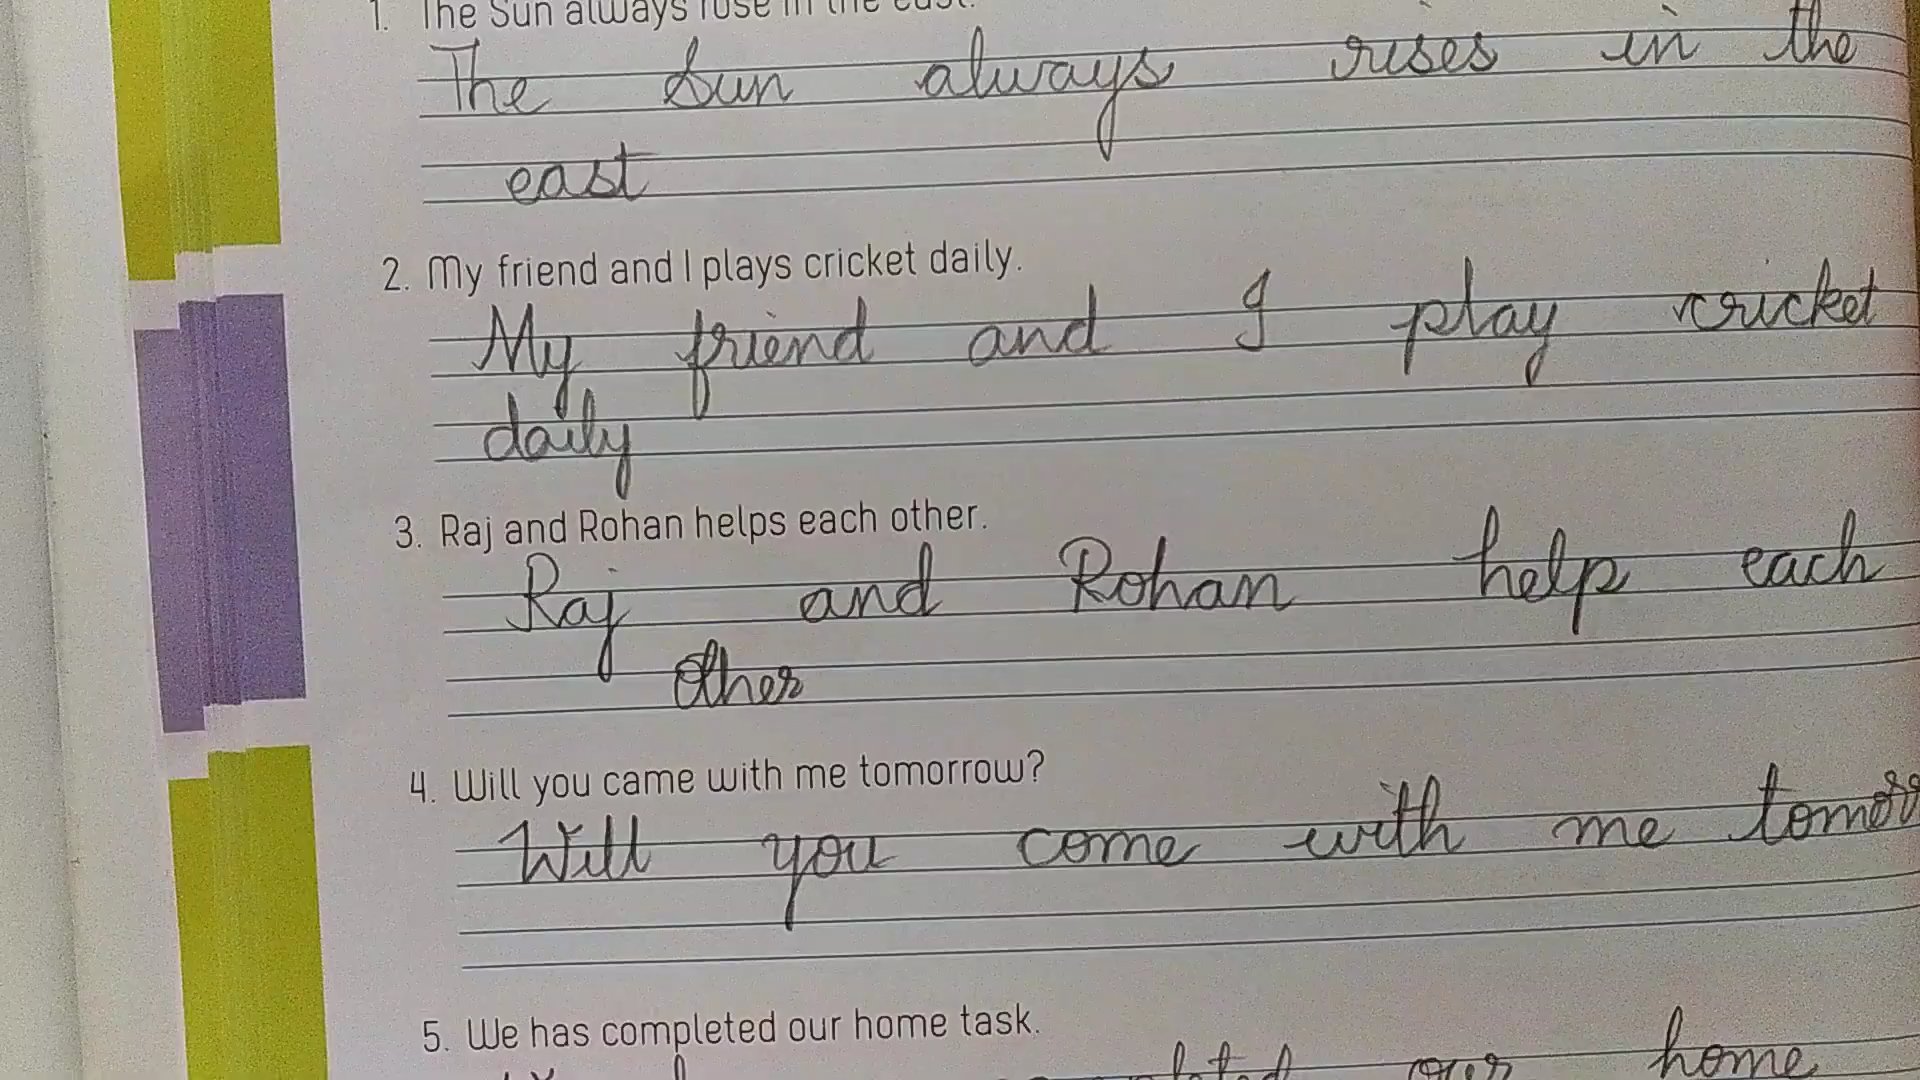 1. The Sun always rose in the east.
The Sun always rises in the
east
2. My friend and I plays cricket daily.
My friend and I play cricket
daily
3. Raj and Rohan helps each other.
Raj and Rohan help each
other
4. Will you came with me tomorrow?
Will you come with me
5. We has completed our home task.
our home